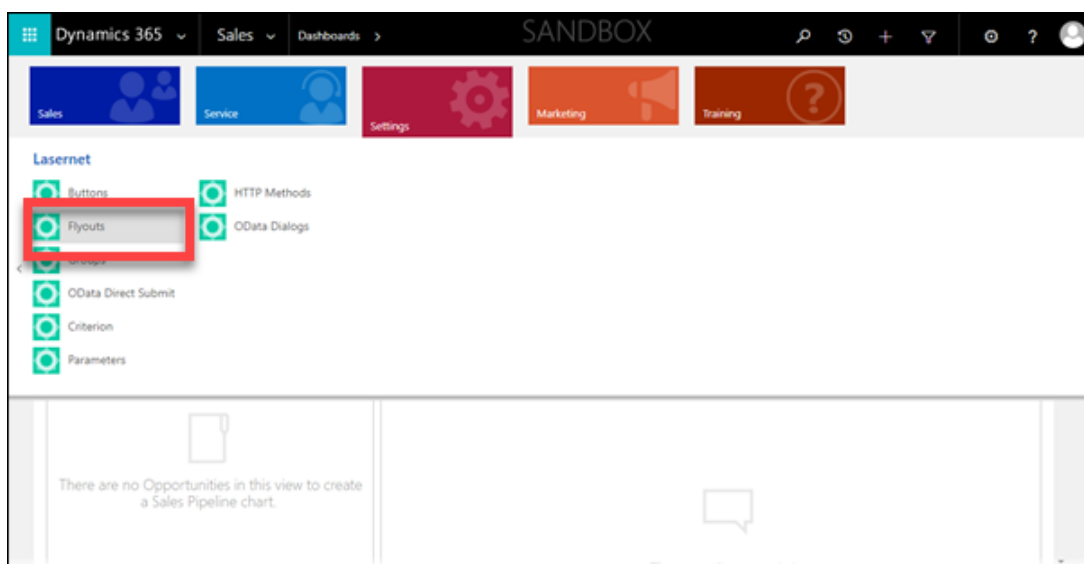 Dynamics 365 Sales Dashboards > SANDBOX ?
Sales Service Settings Marketing Training
Lasernet
Buttons HTTP Methods
Flyouts OData Dialogs
OData Direct Submit
Criterion
Parameters
There are no Opportunities in this view to create
a Sales Pipeline chart.